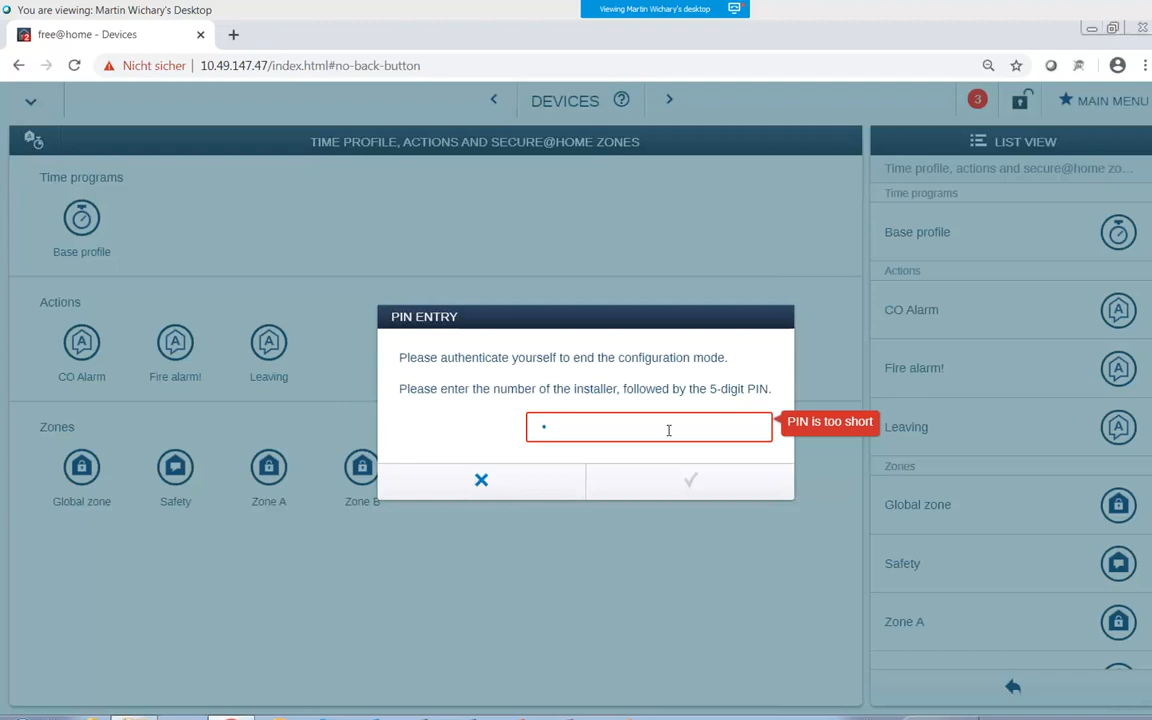 You are viewing: Martin Wichary's Desktop
Viewing Martin Wichary's desktop
2
free@home - Devices
Nicht sicher
10.49.147.47/index.html#no-back-button
DEVICES
3
MAIN MENU
TIME PROFILE, ACTIONS AND SECURE@HOME ZONES
LIST VIEW
Time programs
Base profile
Actions
CO Alarm
Fire alarm!
Leaving
Zones
Global zone
Safety
Zone A
Zone B
PIN ENTRY
Please authenticate yourself to end the configuration mode.
Please enter the number of the installer, followed by the 5-digit PIN.
PIN is too short
Time profile, actions and secure@home zo...
Time programs
Base profile
Actions
CO Alarm
Fire alarm!
Leaving
Zones
Global zone
Safety
Zone A